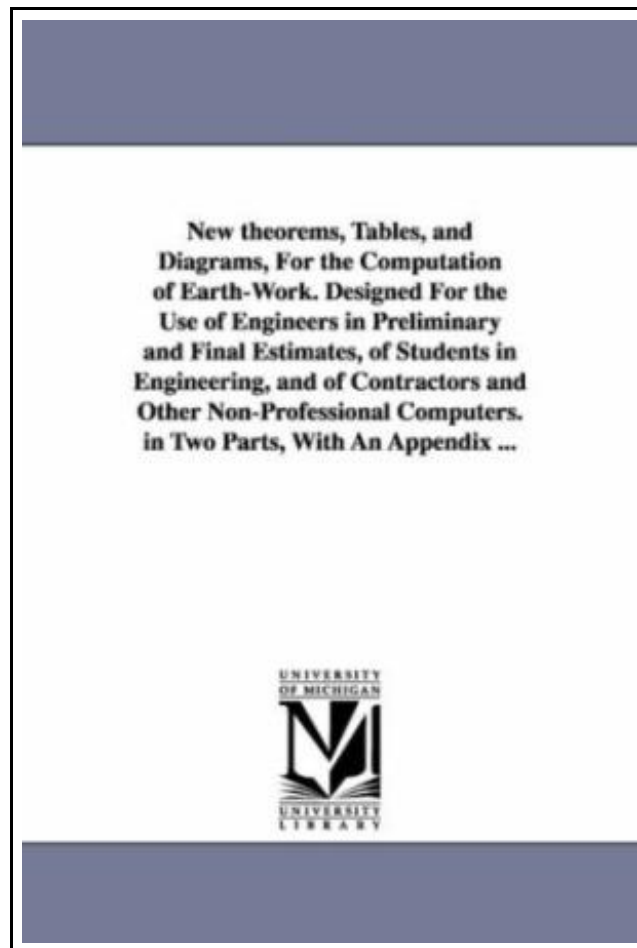 New theorems, Tables, and
Diagrams, For the Computation
of Earth-Work. Designed For the
Use of Engineers in Preliminary
and Final Estimates, of Students in
Engineering, and of Contractors and
Other Non-Professional Computers.
in Two Parts, With An Appendix ...
UNIVERSITY
OF MICHIGAN
UNIVERSITY
LIBRARY